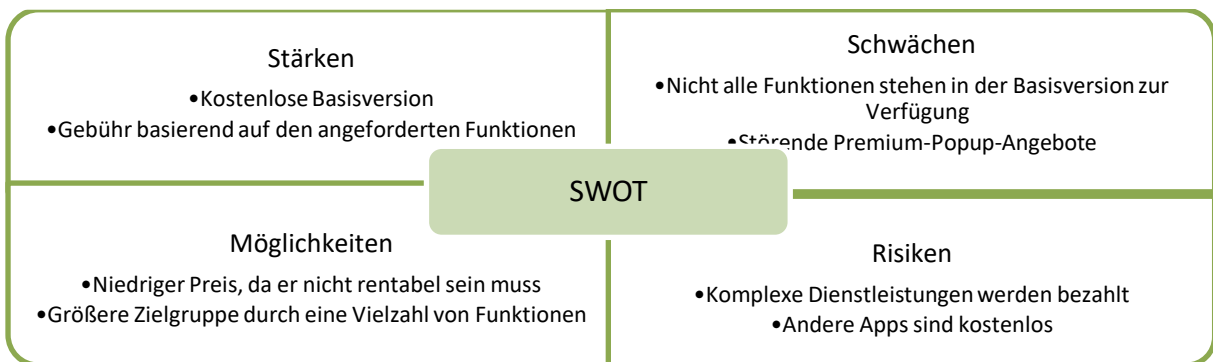 Stärken
•Kostenlose Basisversion
•Gebühr basierend auf den angeforderten Funktionen
Schwächen
•Nicht alle Funktionen stehen in der Basisversion zur
Verfügung
•Störende Premium-Popup-Angebote
SWOT
Möglichkeiten
•Niedriger Preis, da er nicht rentabel sein muss
•Größere Zielgruppe durch eine Vielzahl von Funktionen
Risiken
•Komplexe Dienstleistungen werden bezahlt
•Andere Apps sind kostenlos